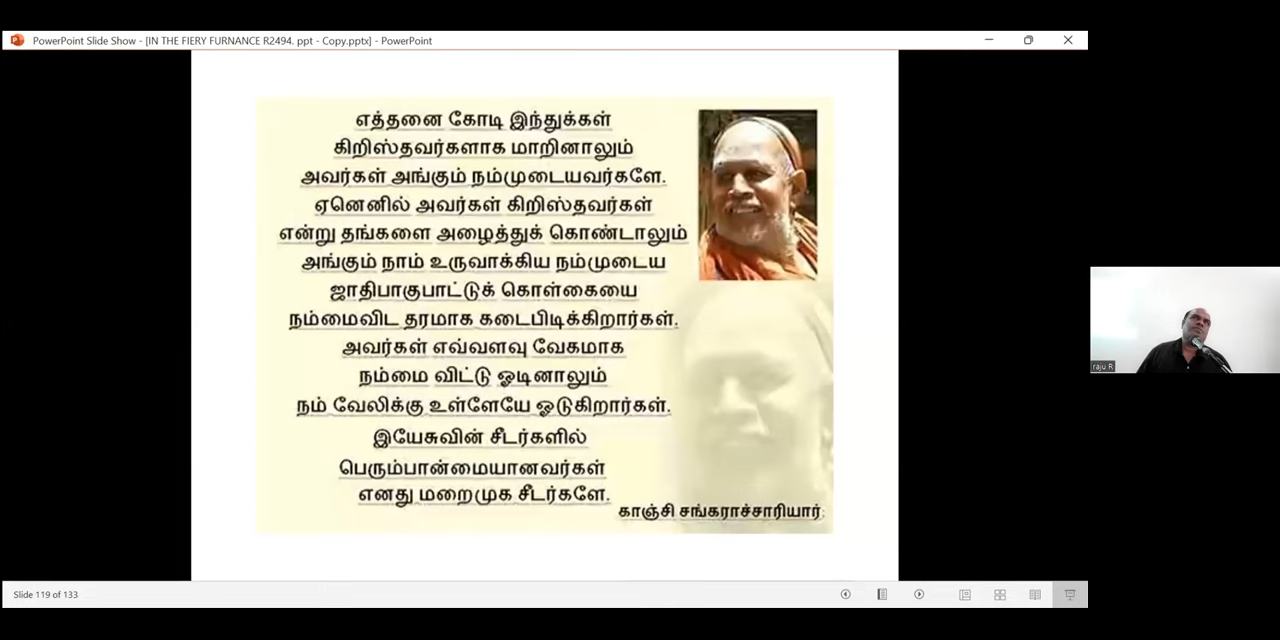 PowerPoint Slide Show - [IN THE FIERY FURNANCE R2494. ppt - Copy.pptx] - PowerPoint
எத்தனை கோடி இந்துக்கள்
கிறிஸ்தவர்களாக மாறினாலும்
அவர்கள் அங்கும் நம்முடையவர்களே.
ஏனெனில் அவர்கள் கிறிஸ்தவர்கள்
என்று தங்களை அழைத்துக் கொண்டாலும்
அங்கும் நாம் உருவாக்கிய நம்முடைய
ஜாதிபாகுபாட்டுக் கொள்கையை
நம்மைவிட தரமாக கடைபிடிக்கிறார்கள்.
அவர்கள் எவ்வளவு வேகமாக
நம்மை விட்டு ஓடினாலும்
நம் வேலிக்கு உள்ளேயே ஓடுகிறார்கள்.
இயேசுவின் சீடர்களில்
பெரும்பான்மையானவர்கள்
எனது மறைமுக சீடர்களே.
காஞ்சி சங்கராச்சாரியார்
raju R
Slide 119 of 133